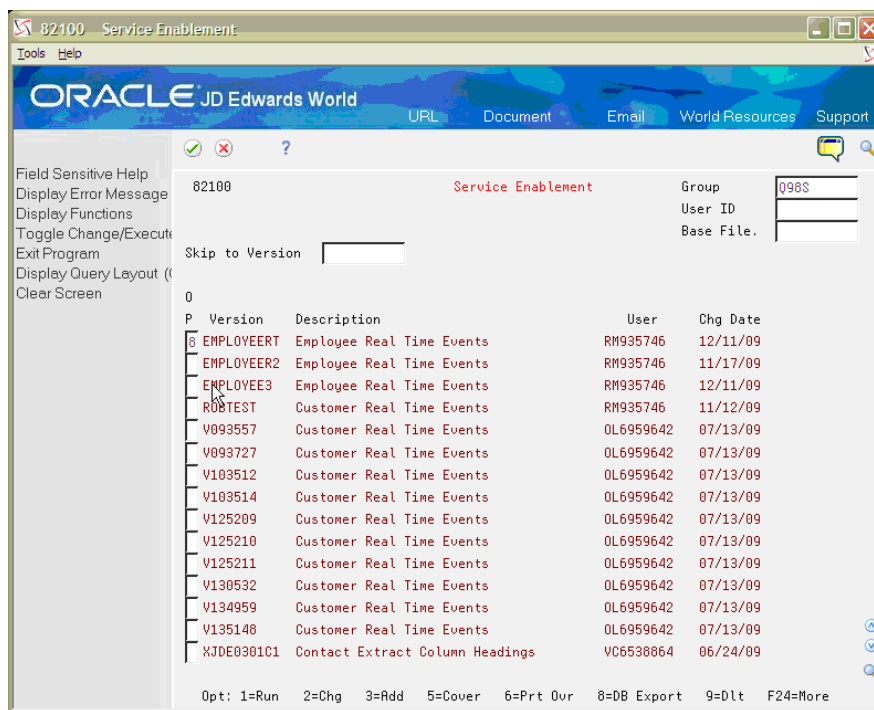 82100 Service Enablement
Tools Help
ORACLE JD Edwards World
URL Document Email World Resources Support
?
Field Sensitive Help
Display Error Message
Display Functions
Toggle Change/Execute
Exit Program
Display Query Layout (
Clear Screen
82100 Service Enablement Group Q98S
User ID
Base File.
Skip to Version
O
P Version Description User Chg Date
8 EMPLOYEERT Employee Real Time Events RM935746 12/11/09
EMPLOYEER2 Employee Real Time Events RM935746 11/17/09
EMPLOYEE3 Employee Real Time Events RM935746 12/11/09
ROBTEST Customer Real Time Events RM935746 11/12/09
V093557 Customer Real Time Events OL6959642 07/13/09
V093727 Customer Real Time Events OL6959642 07/13/09
V103512 Customer Real Time Events OL6959642 07/13/09
V103514 Customer Real Time Events OL6959642 07/13/09
V125209 Customer Real Time Events OL6959642 07/13/09
V125210 Customer Real Time Events OL6959642 07/13/09
V125211 Customer Real Time Events OL6959642 07/13/09
V130532 Customer Real Time Events OL6959642 07/13/09
V134959 Customer Real Time Events OL6959642 07/13/09
V135148 Customer Real Time Events OL6959642 07/13/09
XJDE0301C1 Contact Extract Column Headings VC6538864 06/24/09
Opt: 1=Run 2=Chg 3=Add 5=Cover 6=Prt Ovr 8=DB Export 9=Dlt F24=More